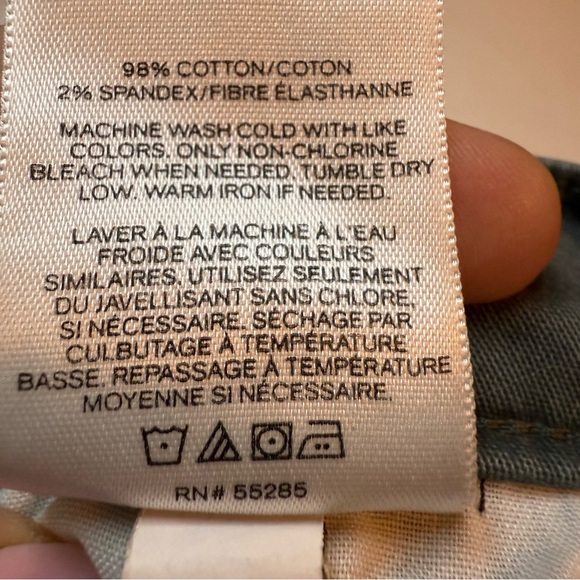 98% COTTON/COTON
2% SPANDEX/FIBRE ÉLASTHANNE
MACHINE WASH COLD WITH LIKE
COLORS. ONLY NON-CHLORINE
BLEACH WHEN NEEDED. TUMBLE DRY
LOW. WARM IRON IF NEEDED.
LAVER À LA MACHINE À L'EAU
FROIDE AVEC COULEURS
SIMILAIRES. UTILISEZ SEULEMENT
DU JAVELLISANT SANS CHLORE,
SI NÉCESSAIRE. SÉCHAGE PAR
CULBUTAGE À TEMPÉRATURE
BASSE. REPASSAGE À TEMPÉRATURE
MOYENNE SI NÉCESSAIRE.
RN# 55285